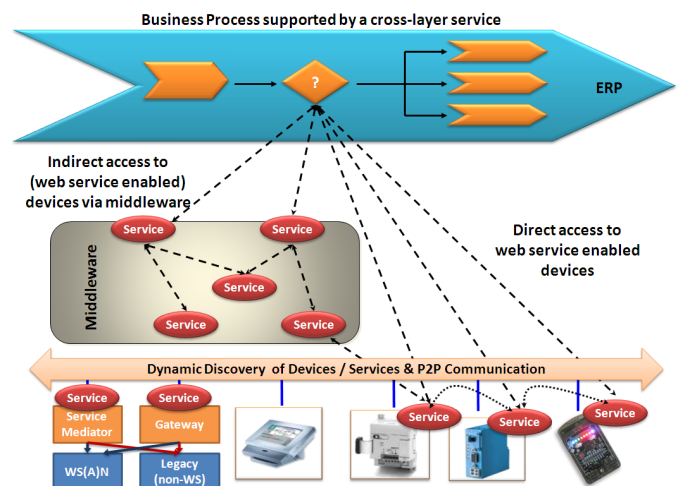 Business Process supported by a cross-layer service
?
ERP
Indirect access to
(web service enabled)
devices via middleware
Direct access to
web service enabled
devices
Middleware
Service
Service
Service
Service
Service
Dynamic Discovery of Devices / Services & P2P Communication
Service
Service
Service
Service
Service
Service
Mediator
Gateway
WS(A)N
Legacy
(non-WS)